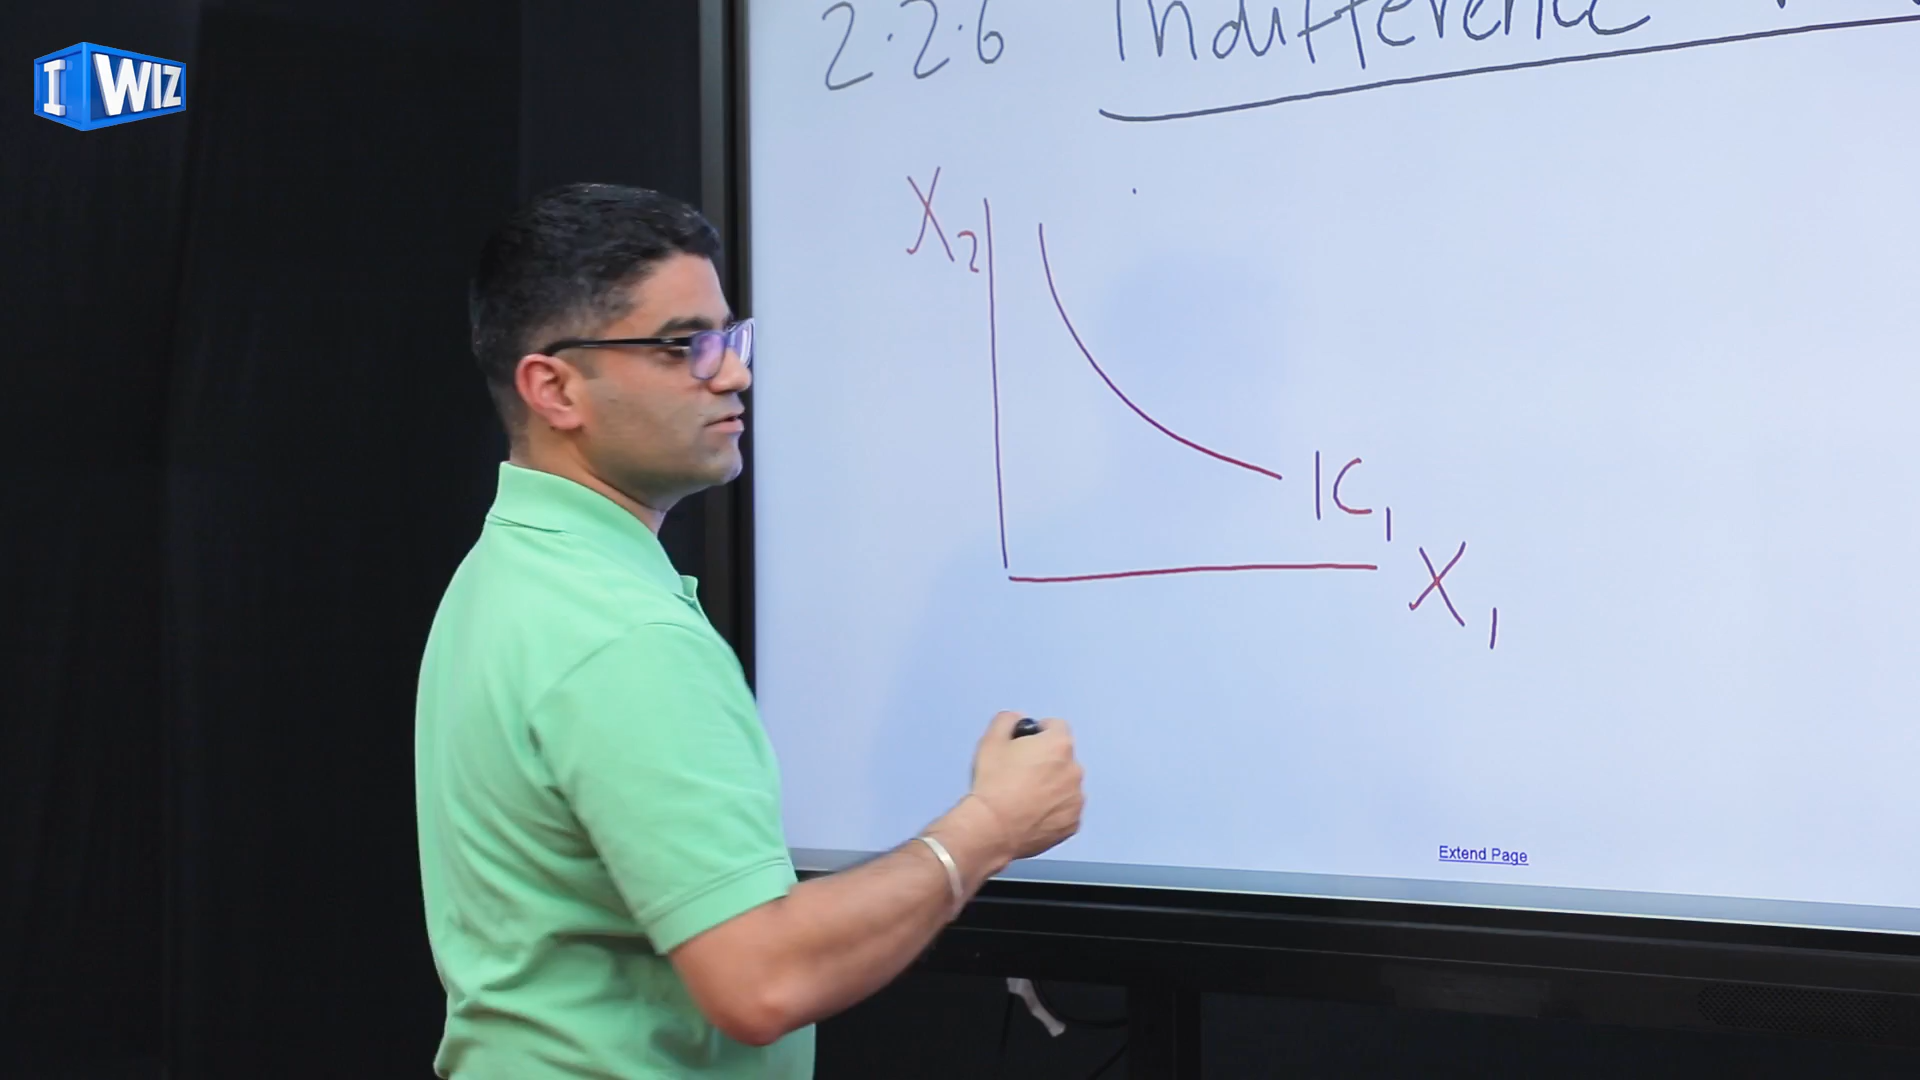 I WIZ
2.2.6 Indifference
X2
IC1
X1
Extend Page